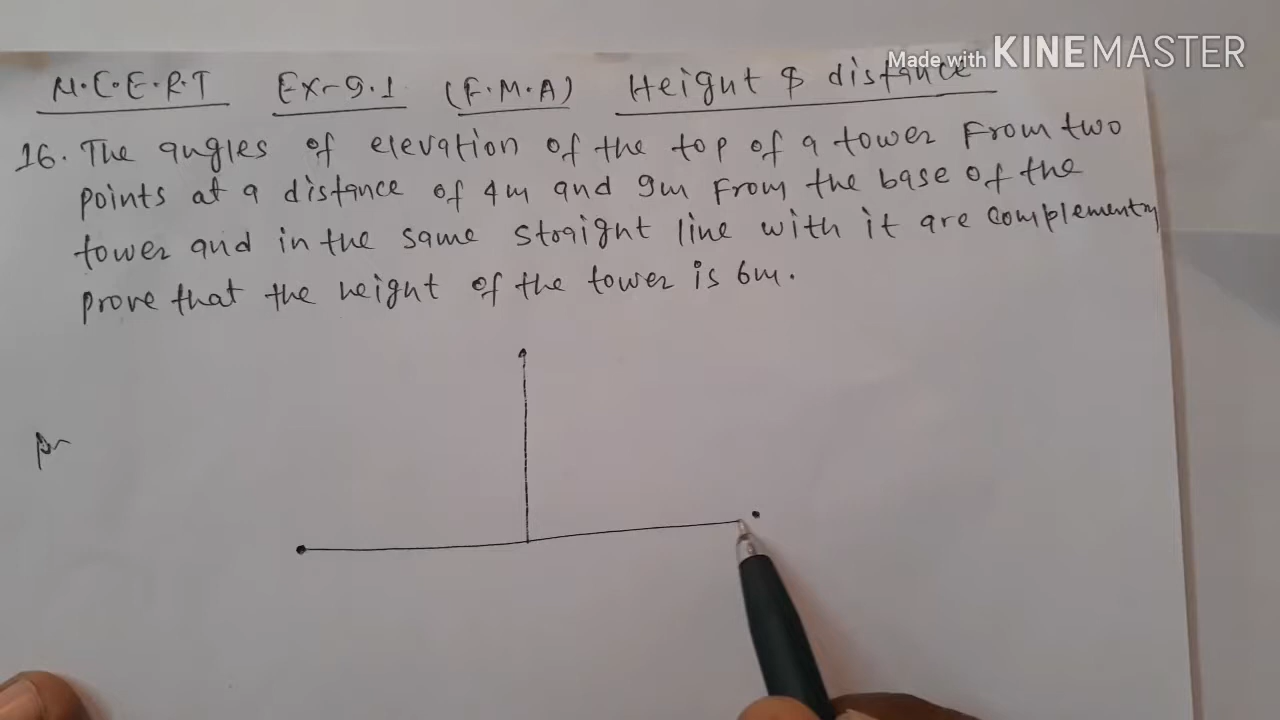 Made with KINEMASTER
N.C.E.R.T Ex-9.1 (F.M.A) Height & distance
16. The angles of elevation of the top of a tower From two
points at a distance of 4m and 9m From the base of the
tower and in the same straight line with it are complementry
prove that the height of the tower is 6m.